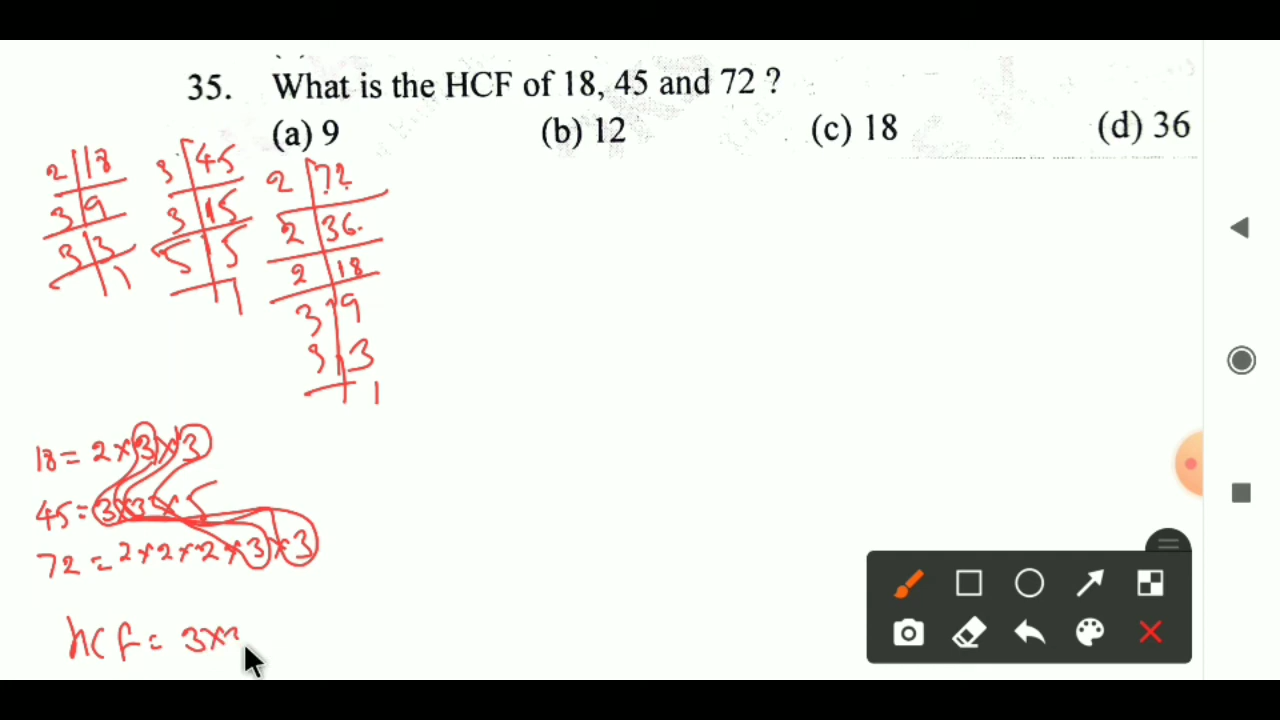 35. What is the HCF of 18, 45 and 72 ?
(a) 9 (b) 12 (c) 18 (d) 36
2 18
3 9
3 3
1
3 45
3 15
5 5
1
2 72
2 36
2 18
3 9
3 3
1
18 = 2 × 3 × 3
45 = 3 × 3 × 5
72 = 2 × 2 × 2 × 3 × 3
HCF = 3 ×